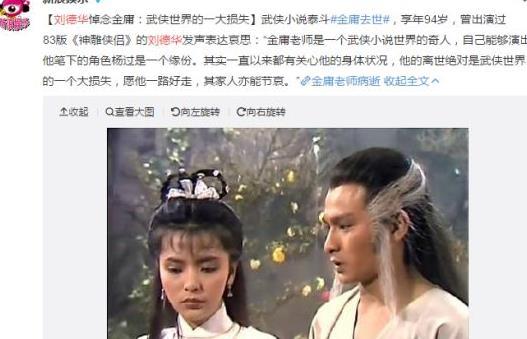 【刘德华悼念金庸：武侠世界的一大损失】武侠小说泰斗#金庸去世#，享年94岁，曾出演过
83版《神雕侠侣》的刘德华发声表达哀思：“金庸老师是一个武侠小说世界的奇人，自己能够演出
他笔下的角色杨过是一个缘份。其实一直以来都有关心他的身体状况，他的离世绝对是武侠世界
的一个大损失，愿他一路好走，其家人亦能节哀。”金庸老师病逝 收起全文
收起 查看大图 向左旋转 向右旋转